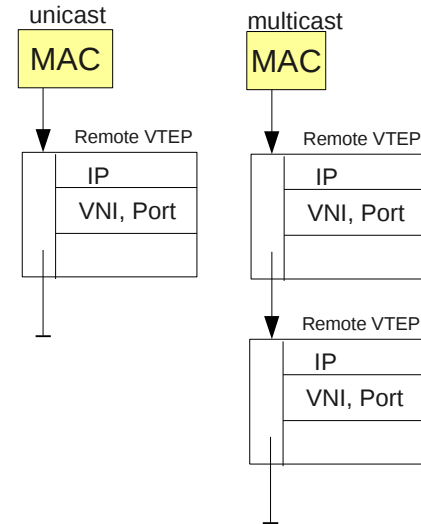 unicast
MAC
Remote VTEP
IP
VNI, Port
multicast
MAC
Remote VTEP
IP
VNI, Port
Remote VTEP
IP
VNI, Port